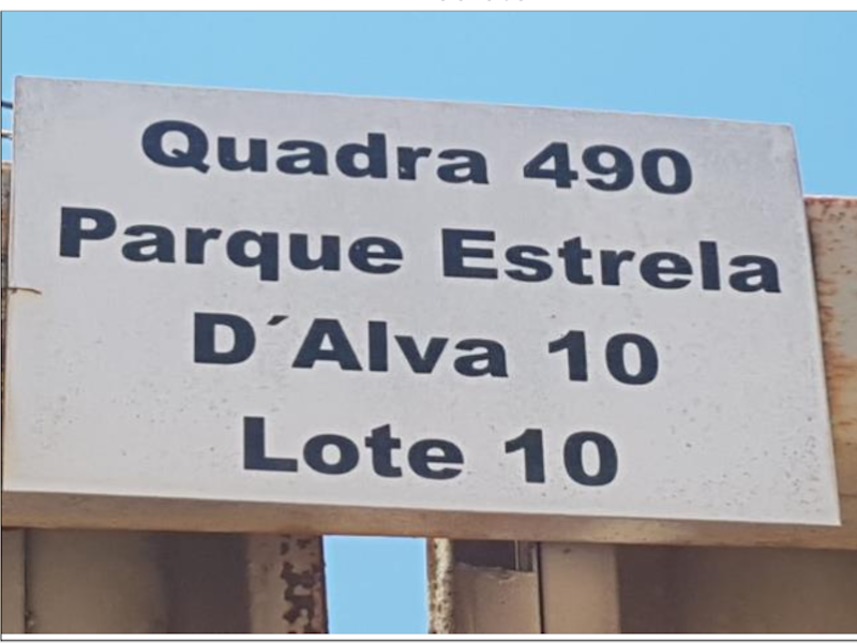 Quadra 490
Parque Estrela
D´Alva 10
Lote 10